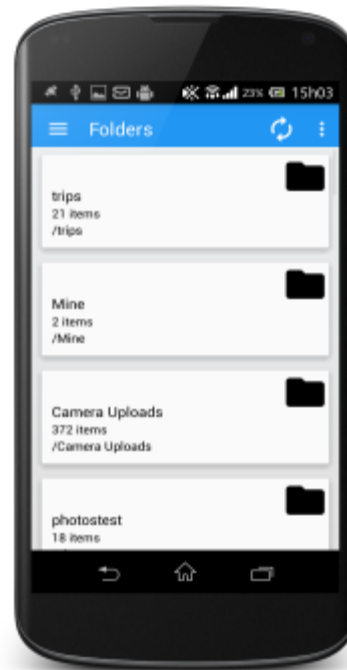 23% 15h03
Folders
trips
21 items
/trips
Mine
2 items
/Mine
Camera Uploads
372 items
/Camera Uploads
photostest
18 items